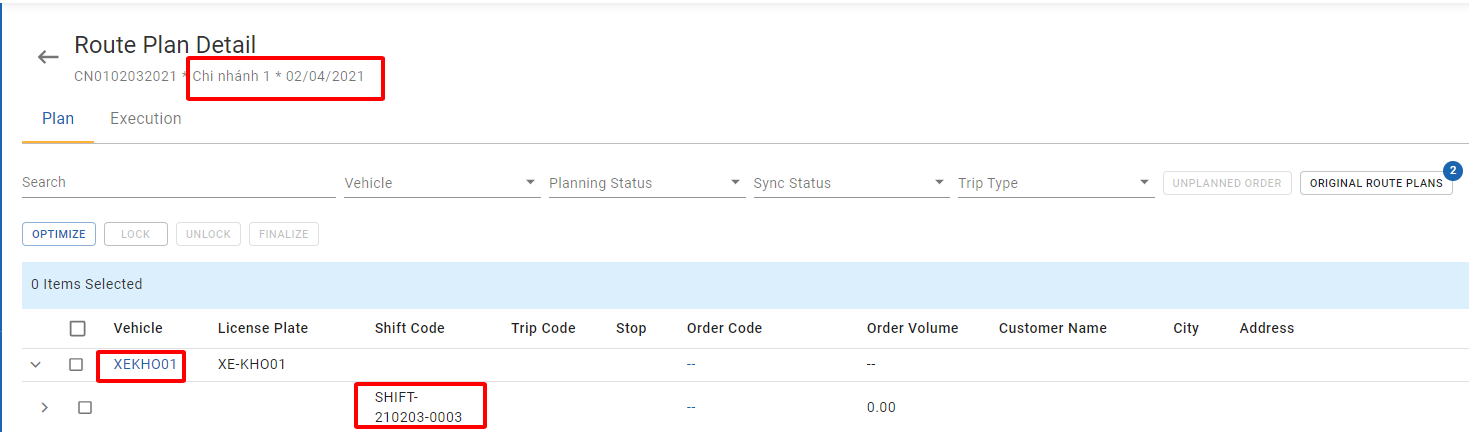 Route Plan Detail
CN0102032021 * Chi nhánh 1 * 02/04/2021
Plan Execution
2
Search Vehicle Planning Status Sync Status Trip Type UNPLANNED ORDER ORIGINAL ROUTE PLANS
OPTIMIZE LOCK UNLOCK FINALIZE
0 Items Selected
Vehicle License Plate Shift Code Trip Code Stop Order Code Order Volume Customer Name City Address
XEKHO01 XE-KHO01 -- --
SHIFT-
210203-0003 -- 0.00